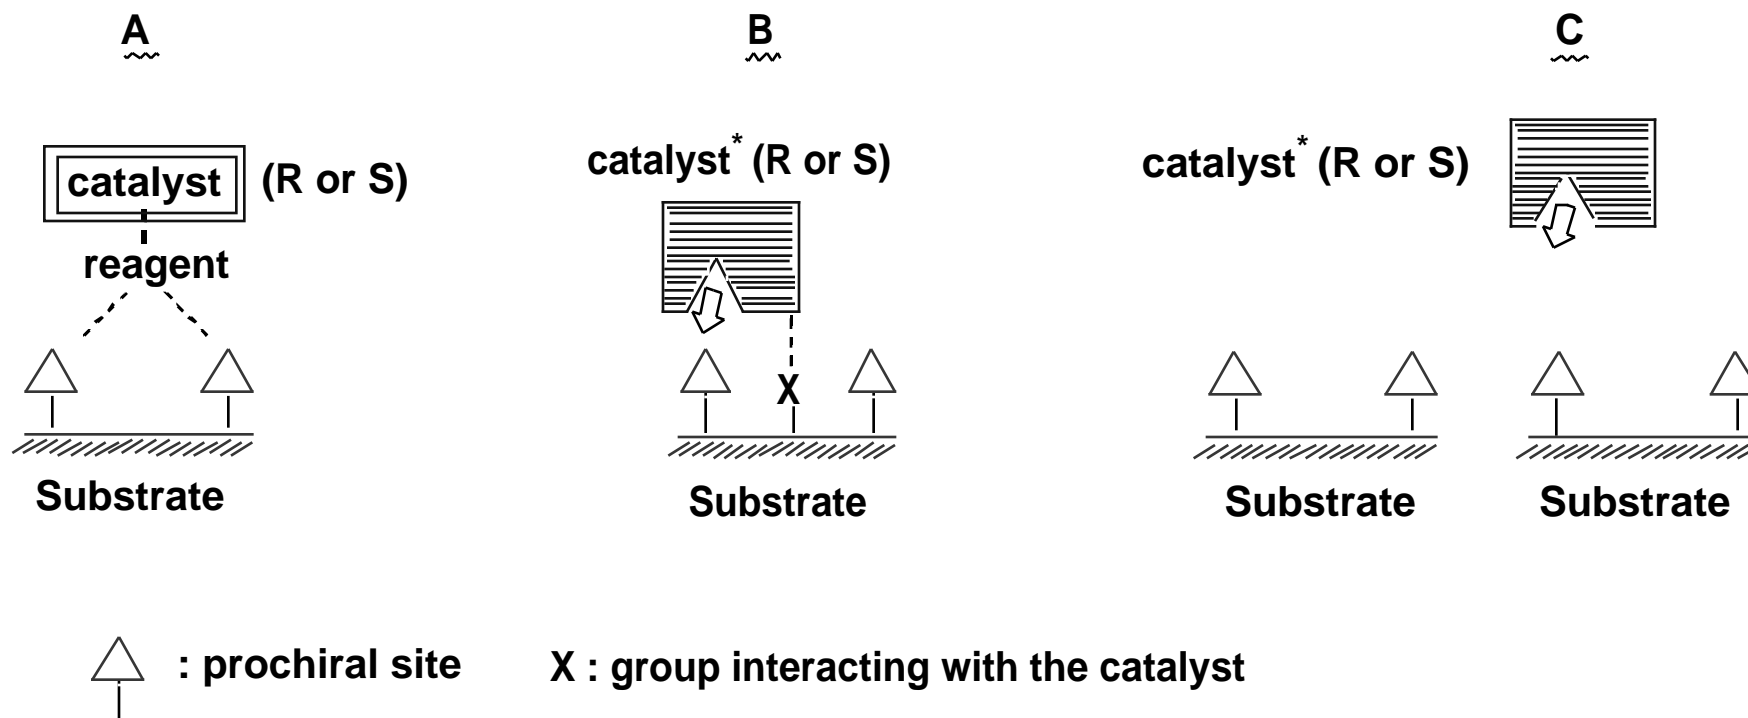 A
B
C
catalyst (R or S)
reagent
Substrate
catalyst* (R or S)
X
Substrate
catalyst* (R or S)
Substrate
Substrate
: prochiral site
X : group interacting with the catalyst